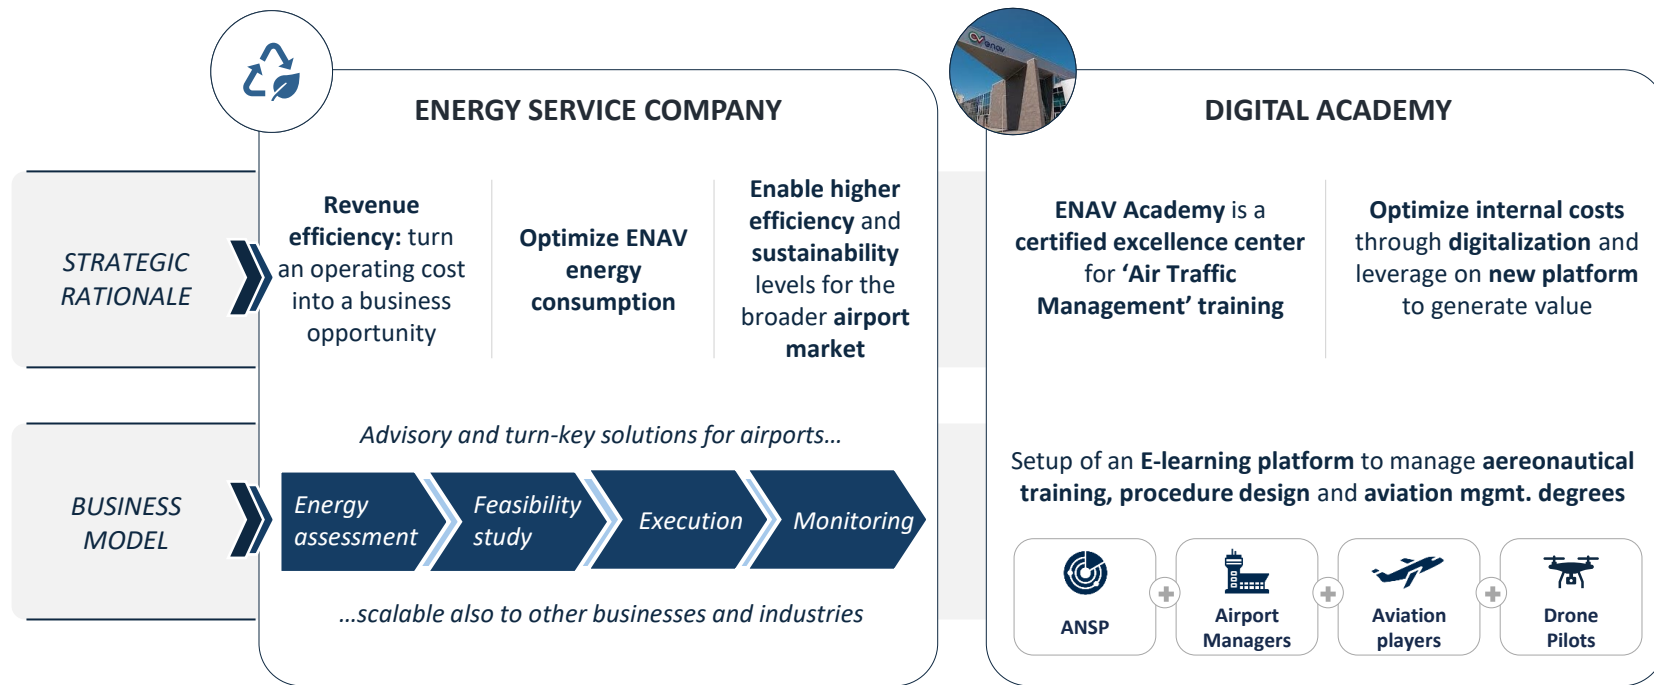 enav
ENERGY SERVICE COMPANY
DIGITAL ACADEMY
STRATEGIC
RATIONALE
Revenue
efficiency: turn
an operating cost
into a business
opportunity
Optimize ENAV
energy
consumption
Enable higher
efficiency and
sustainability
levels for the
broader airport
market
ENAV Academy is a
certified excellence center
for ‘Air Traffic
Management’ training
Optimize internal costs
through digitalization and
leverage on new platform
to generate value
BUSINESS
MODEL
Advisory and turn-key solutions for airports…
Energy
assessment
Feasibility
study
Execution
Monitoring
…scalable also to other businesses and industries
Setup of an E-learning platform to manage aereonautical
training, procedure design and aviation mgmt. degrees
ANSP
Airport
Managers
Aviation
players
Drone
Pilots